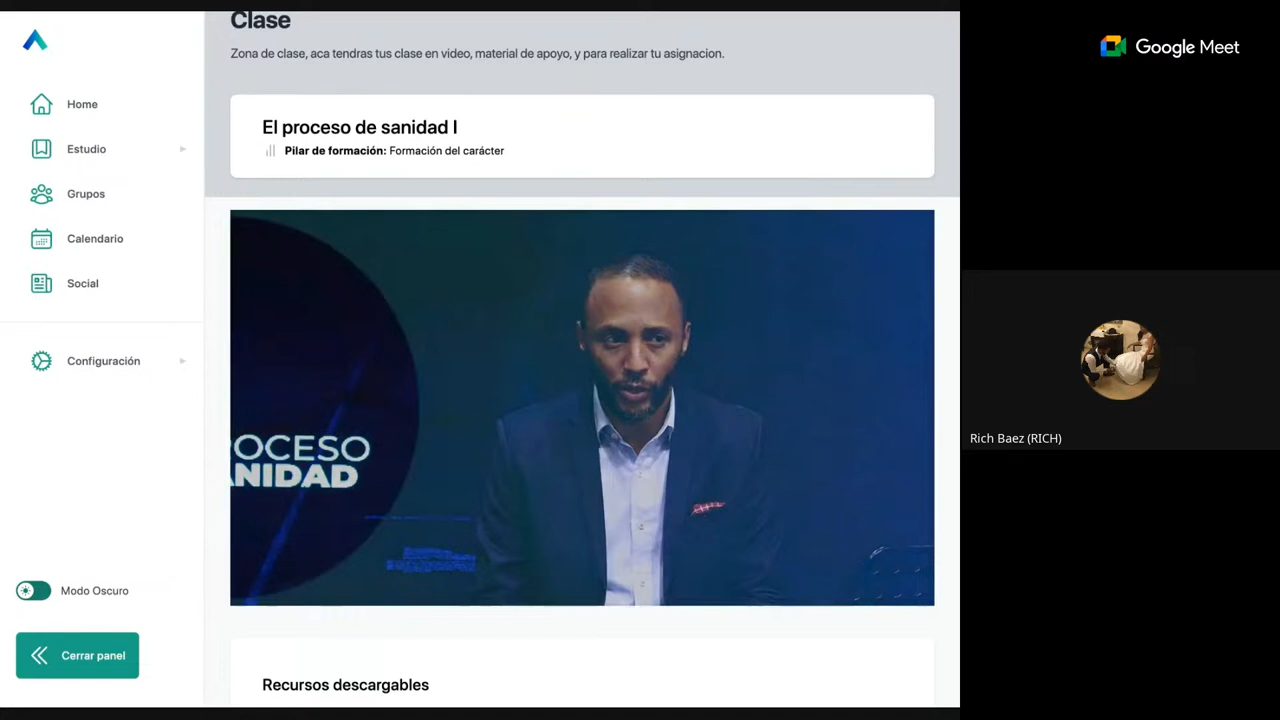 Clase
Zona de clase, aca tendras tus clase en video, material de apoyo, y para realizar tu asignacion.
Home
Estudio
Grupos
Calendario
Social
Configuración
Modo Oscuro
Cerrar panel
El proceso de sanidad I
Pilar de formación: Formación del carácter
ROCESO
ANIDAD
Recursos descargables
Google Meet
Rich Baez (RICH)